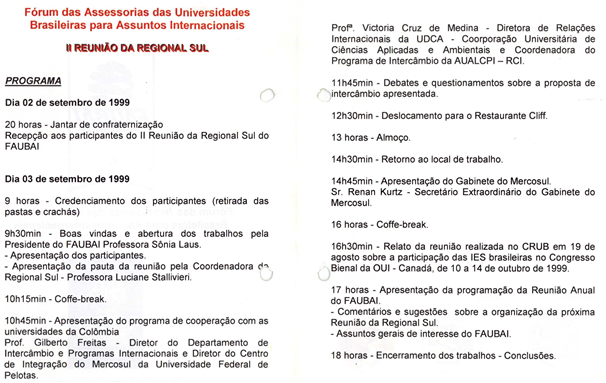 Fórum das Assessorias das Universidades
Brasileiras para Assuntos Internacionais
II REUNIÃO DA REGIONAL SUL
PROGRAMA
Dia 02 de setembro de 1999
20 horas - Jantar de confraternização
Recepção aos participantes do II Reunião da Regional Sul do
FAUBAI
Dia 03 de setembro de 1999
9 horas - Credenciamento dos participantes (retirada das
pastas e crachás)
9h30min - Boas vindas e abertura dos trabalhos pela
Presidente do FAUBAI Professora Sônia Laus.
- Apresentação dos participantes.
- Apresentação da pauta da reunião pela Coordenadora do
Regional Sul - Professora Luciane Stallivieri.
10h15min - Coffe-break.
10h45min - Apresentação do programa de cooperação com as
universidades da Colômbia
Prof. Gilberto Freitas - Diretor do Departamento de
Intercâmbio e Programas Internacionais e Diretor do Centro de
Integração do Mercosul da Universidade Federal de
Pelotas.
Profª. Victoria Cruz de Medina - Diretora de Relações
Internacionais da UDCA - Coorporação Universitária de
Ciências Aplicadas e Ambientais e Coordenadora do
Programa de Intercâmbio da AUALCPI – RCI.
11h45min - Debates e questionamentos sobre a proposta de
intercâmbio apresentada.
12h30min - Deslocamento para o Restaurante Cliff.
13 horas - Almoço.
14h30min - Retorno ao local de trabalho.
14h45min - Apresentação do Gabinete do Mercosul.
Sr. Renan Kurtz - Secretário Extraordinário do Gabinete do
Mercosul.
16 horas - Coffe-break.
16h30min - Relato da reunião realizada no CRUB em 19 de
agosto sobre a participação das IES brasileiras no Congresso
Bienal da OUI - Canadá, de 10 a 14 de outubro de 1999.
17 horas - Apresentação da programação da Reunião Anual
do FAUBAI.
- Comentários e sugestões sobre a organização da próxima
Reunião da Regional Sul.
- Assuntos gerais de interesse do FAUBAI.
18 horas - Encerramento dos trabalhos - Conclusões.